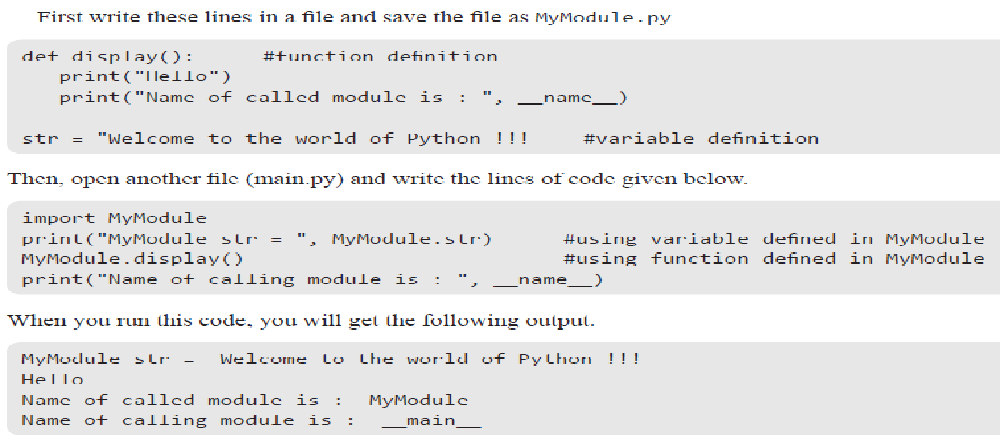 First write these lines in a file and save the file as MyModule.py
def display():      #function definition
   print("Hello")
   print("Name of called module is : ", __name__)
str = "Welcome to the world of Python !!!    #variable definition
Then, open another file (main.py) and write the lines of code given below.
import MyModule
print("MyModule str = ", MyModule.str)      #using variable defined in MyModule
MyModule.display()                          #using function defined in MyModule
print("Name of calling module is : ", __name__)
When you run this code, you will get the following output.
MyModule str =  Welcome to the world of Python !!!
Hello
Name of called module is :  MyModule
Name of calling module is :  __main__